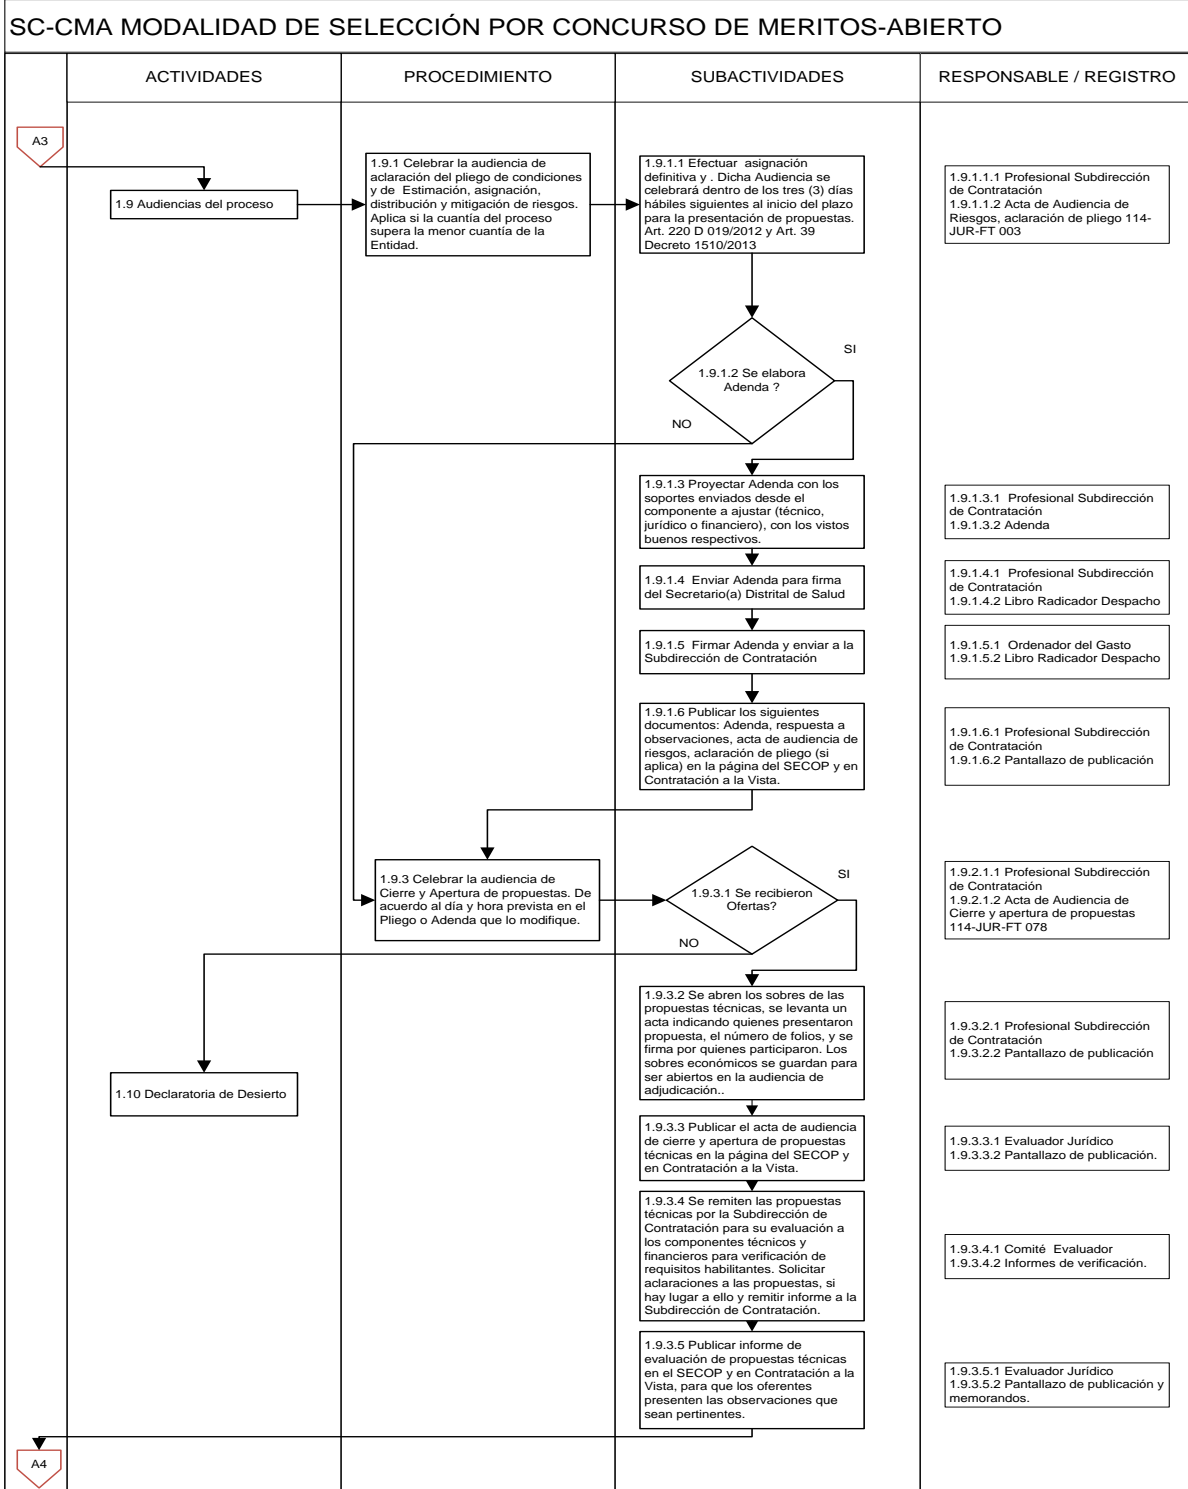 SC-CMA MODALIDAD DE SELECCIÓN POR CONCURSO DE MERITOS-ABIERTO
ACTIVIDADES
PROCEDIMIENTO
SUBACTIVIDADES
RESPONSABLE / REGISTRO
A3
1.9 Audiencias del proceso
1.9.1 Celebrar la audiencia de
aclaración del pliego de condiciones
y de Estimación, asignación,
distribución y mitigación de riesgos.
Aplica si la cuantía del proceso
supera la menor cuantía de la
Entidad.
1.9.1.1 Efectuar asignación
definitiva y . Dicha Audiencia se
celebrará dentro de los tres (3) días
hábiles siguientes al inicio del plazo
para la presentación de propuestas.
Art. 220 D 019/2012 y Art. 39
Decreto 1510/2013
1.9.1.1.1 Profesional Subdirección
de Contratación
1.9.1.1.2 Acta de Audiencia de
Riesgos, aclaración de pliego 114-
JUR-FT 003
SI
1.9.1.2 Se elabora
Adenda ?
NO
1.9.1.3 Proyectar Adenda con los
soportes enviados desde el
componente a ajustar (técnico,
jurídico o financiero), con los vistos
buenos respectivos.
1.9.1.3.1 Profesional Subdirección
de Contratación
1.9.1.3.2 Adenda
1.9.1.4 Enviar Adenda para firma
del Secretario(a) Distrital de Salud
1.9.1.4.1 Profesional Subdirección
de Contratación
1.9.1.4.2 Libro Radicador Despacho
1.9.1.5 Firmar Adenda y enviar a la
Subdirección de Contratación
1.9.1.5.1 Ordenador del Gasto
1.9.1.5.2 Libro Radicador Despacho
1.9.1.6 Publicar los siguientes
documentos: Adenda, respuesta a
observaciones, acta de audiencia de
riesgos, aclaración de pliego (si
aplica) en la página del SECOP y en
Contratación a la Vista.
1.9.1.6.1 Profesional Subdirección
de Contratación
1.9.1.6.2 Pantallazo de publicación
1.9.3 Celebrar la audiencia de
Cierre y Apertura de propuestas. De
acuerdo al día y hora prevista en el
Pliego o Adenda que lo modifique.
SI
1.9.3.1 Se recibieron
Ofertas?
NO
1.9.2.1.1 Profesional Subdirección
de Contratación
1.9.2.1.2 Acta de Audiencia de
Cierre y apertura de propuestas
114-JUR-FT 078
1.10 Declaratoria de Desierto
1.9.3.2 Se abren los sobres de las
propuestas técnicas, se levanta un
acta indicando quienes presentaron
propuesta, el número de folios, y se
firma por quienes participaron. Los
sobres económicos se guardan para
ser abiertos en la audiencia de
adjudicación..
1.9.3.2.1 Profesional Subdirección
de Contratación
1.9.3.2.2 Pantallazo de publicación
1.9.3.3 Publicar el acta de audiencia
de cierre y apertura de propuestas
técnicas en la página del SECOP y
en Contratación a la Vista.
1.9.3.3.1 Evaluador Jurídico
1.9.3.3.2 Pantallazo de publicación.
1.9.3.4 Se remiten las propuestas
técnicas por la Subdirección de
Contratación para su evaluación a
los componentes técnicos y
financieros para verificación de
requisitos habilitantes. Solicitar
aclaraciones a las propuestas, si
hay lugar a ello y remitir informe a la
Subdirección de Contratación.
1.9.3.4.1 Comité Evaluador
1.9.3.4.2 Informes de verificación.
1.9.3.5 Publicar informe de
evaluación de propuestas técnicas
en el SECOP y en Contratación a la
Vista, para que los oferentes
presenten las observaciones que
sean pertinentes.
1.9.3.5.1 Evaluador Jurídico
1.9.3.5.2 Pantallazo de publicación y
memorandos.
A4